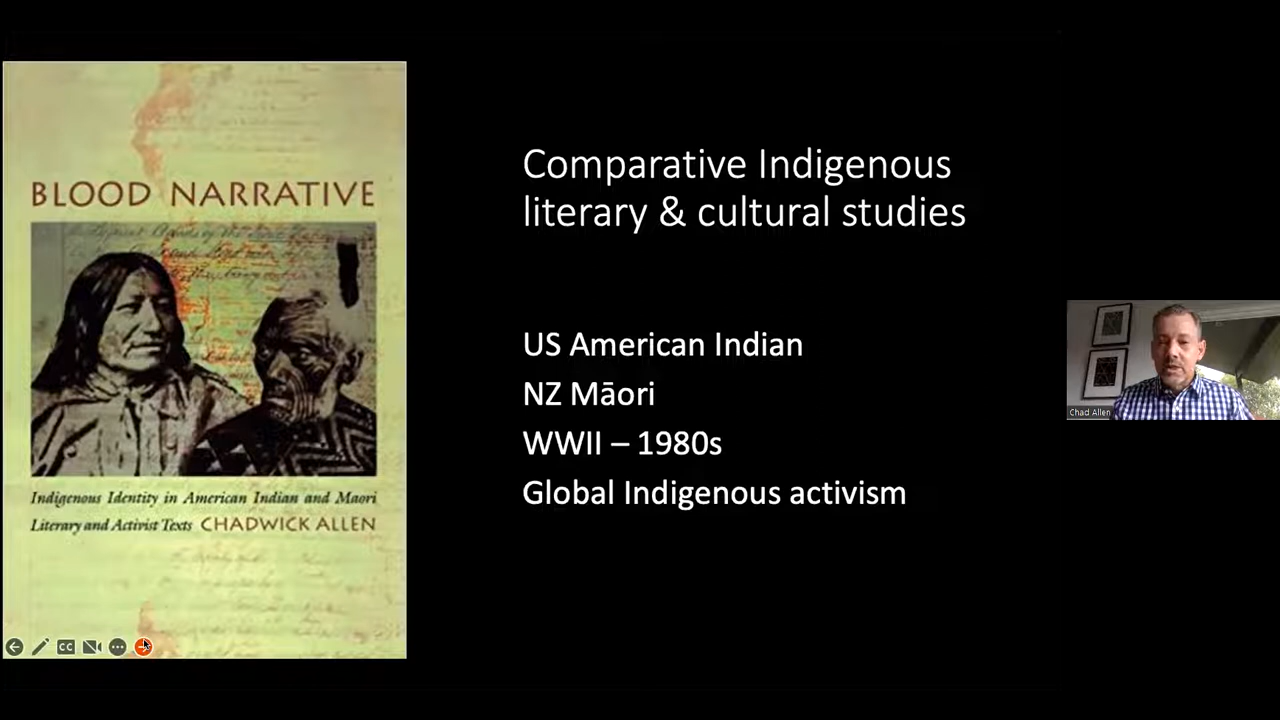 BLOOD NARRATIVE
Indigenous Identity in American Indian and Maori
Literary and Activist Texts CHADWICK ALLEN
Comparative Indigenous
literary & cultural studies
US American Indian
NZ Māori
WWII – 1980s
Global Indigenous activism
Chad Allen
CC